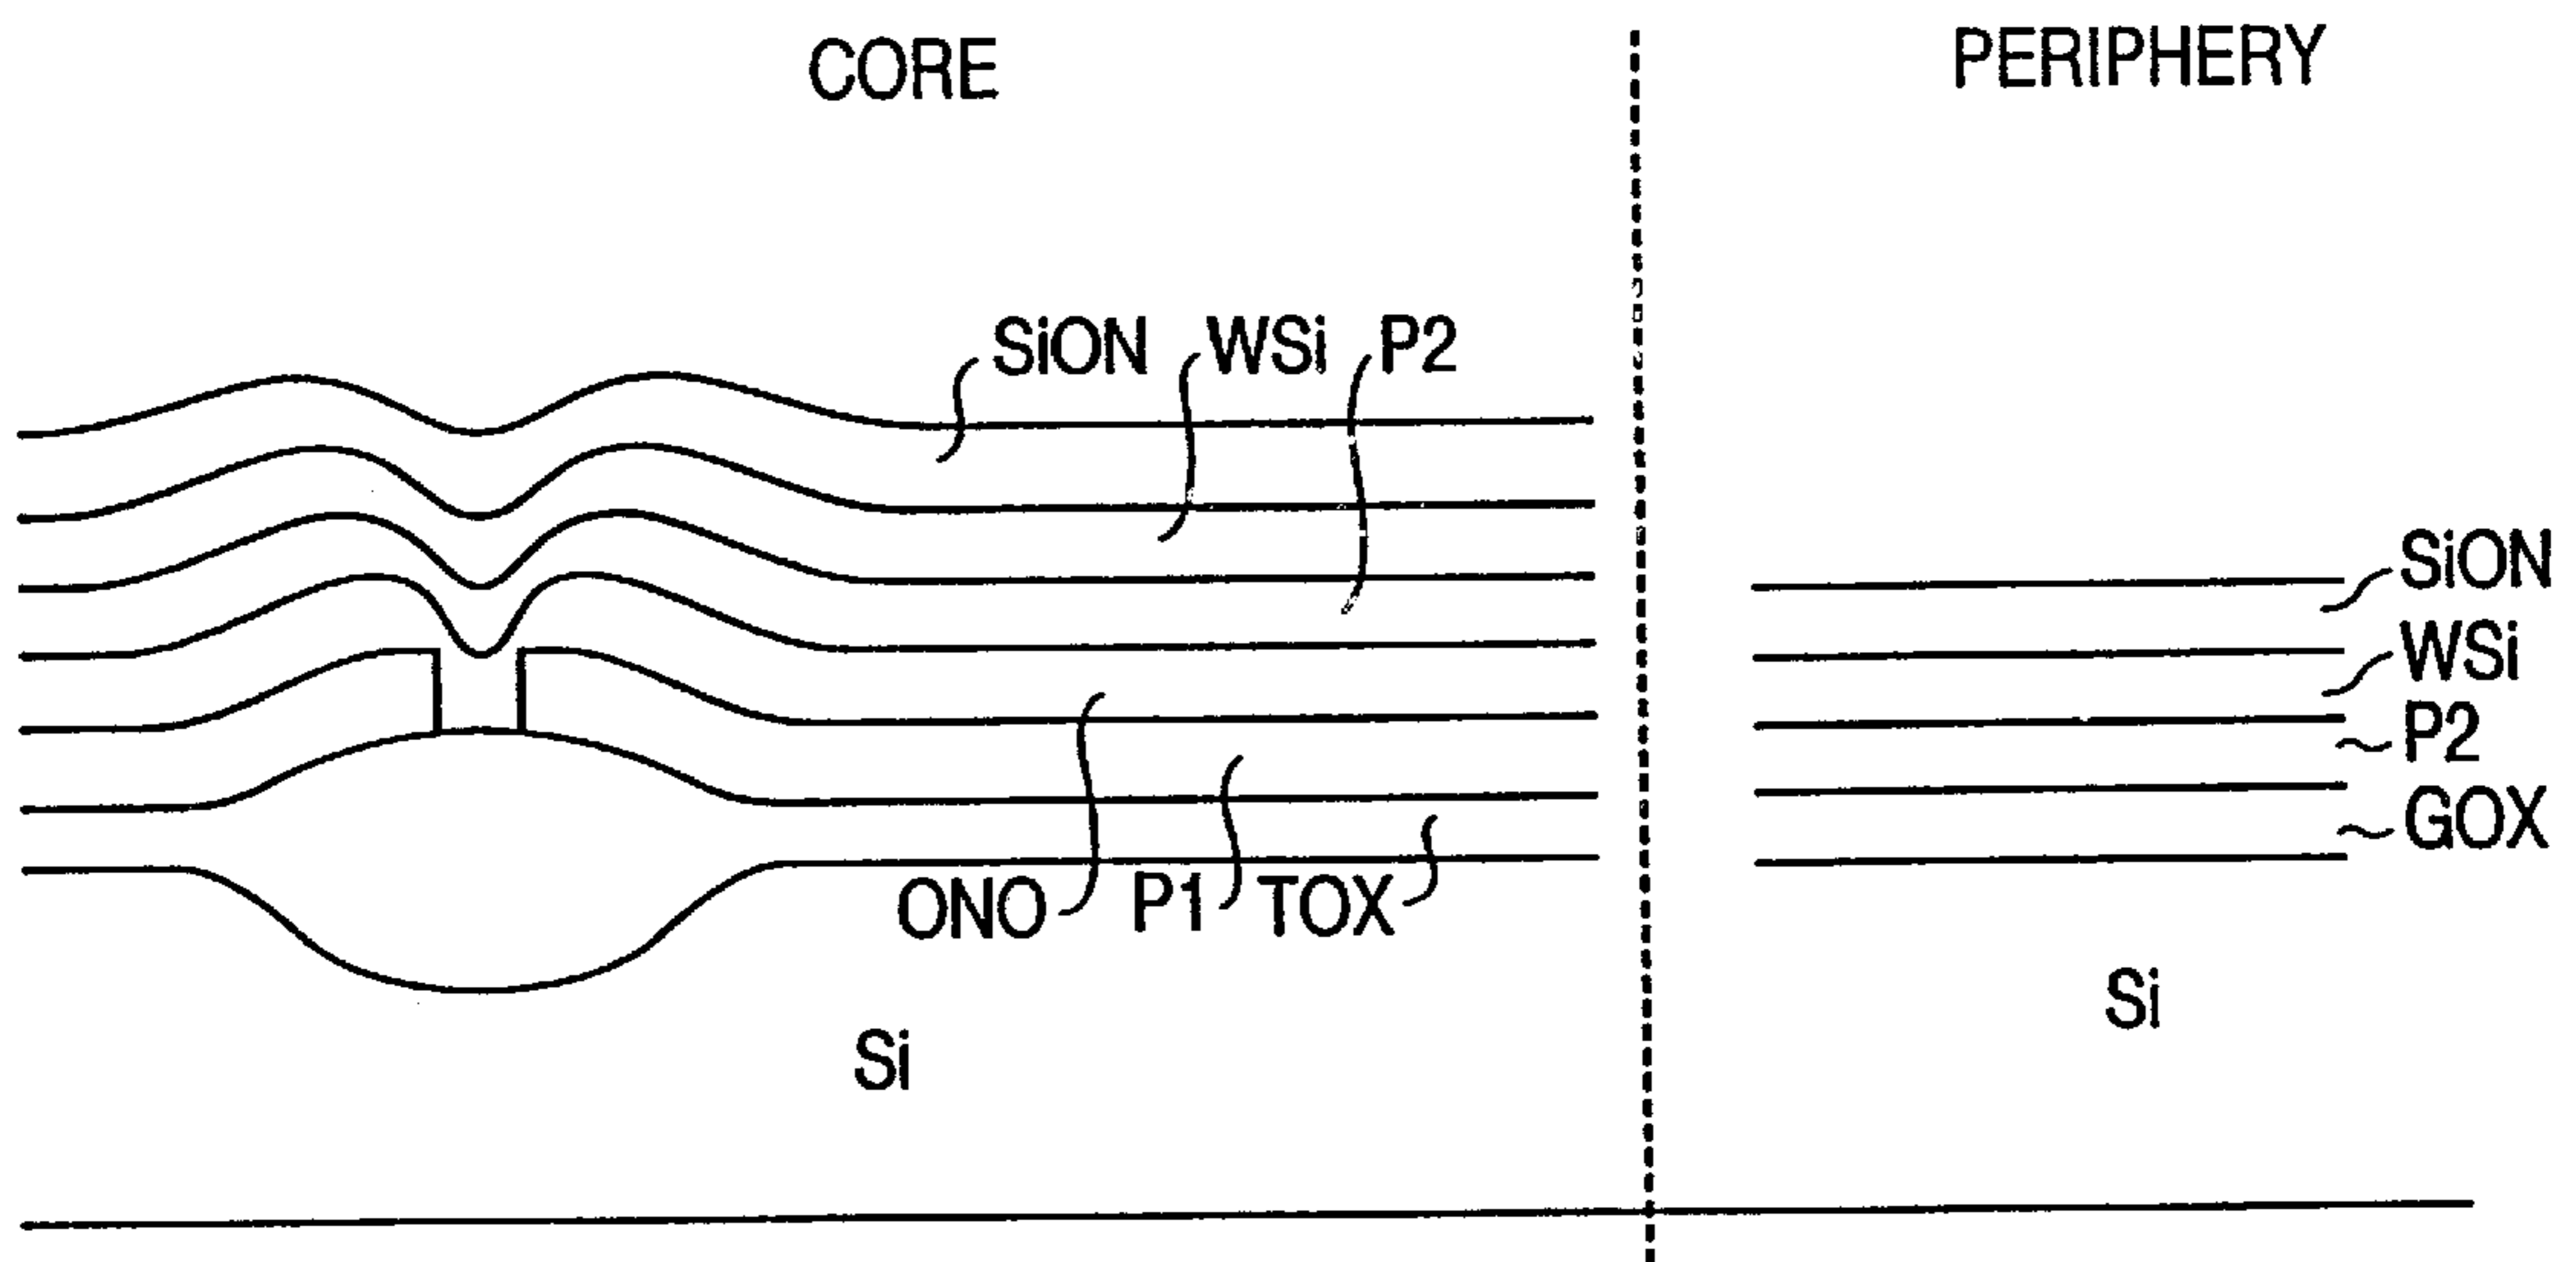 CORE
PERIPHERY
SiON
WSi
P2
ONO
P1
TOX
Si
SiON
WSi
P2
GOX
Si